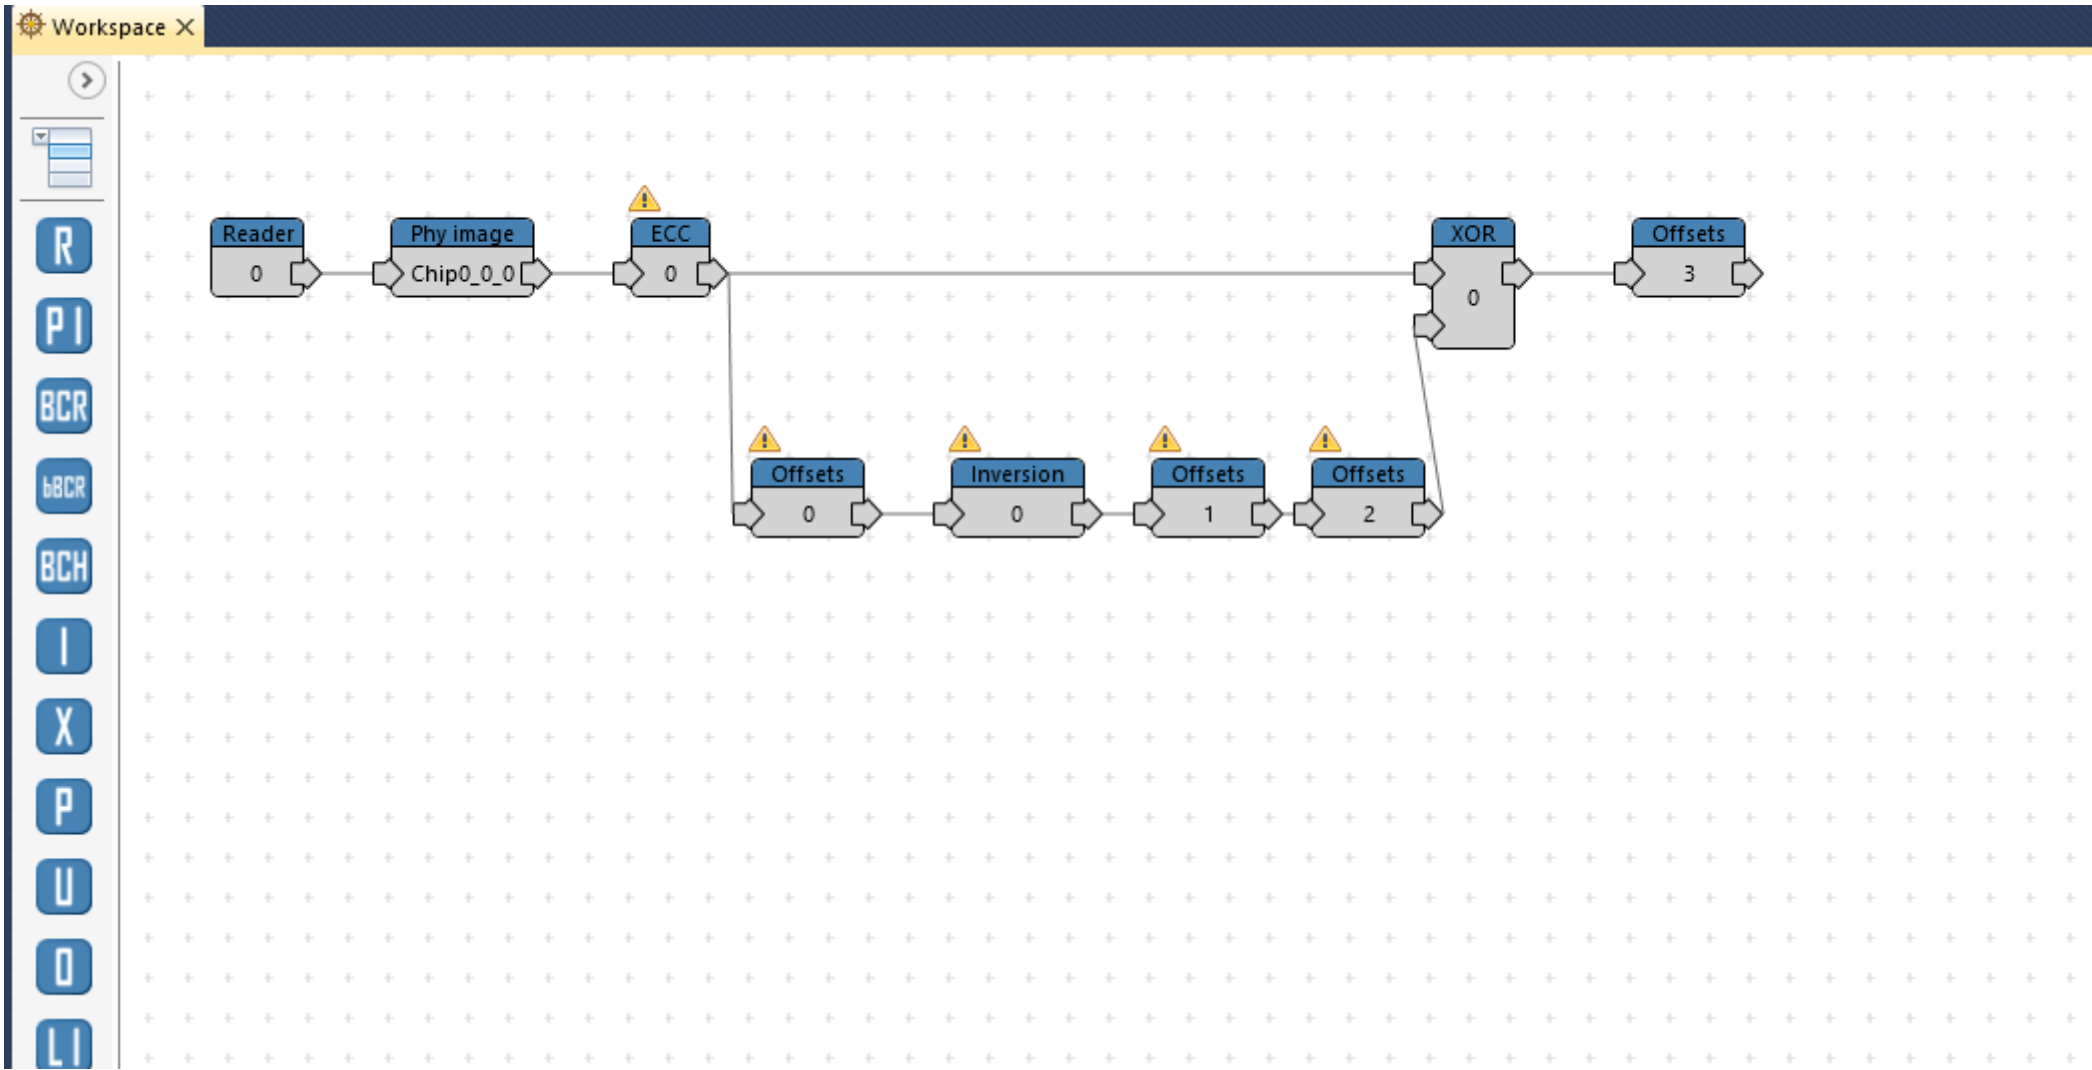 Workspace
R
PI
BCR
bBCR
BCH
I
X
P
U
O
LI
Reader
0
Phy image
Chip0_0_0
ECC
0
XOR
0
Offsets
3
Offsets
0
Inversion
0
Offsets
1
Offsets
2